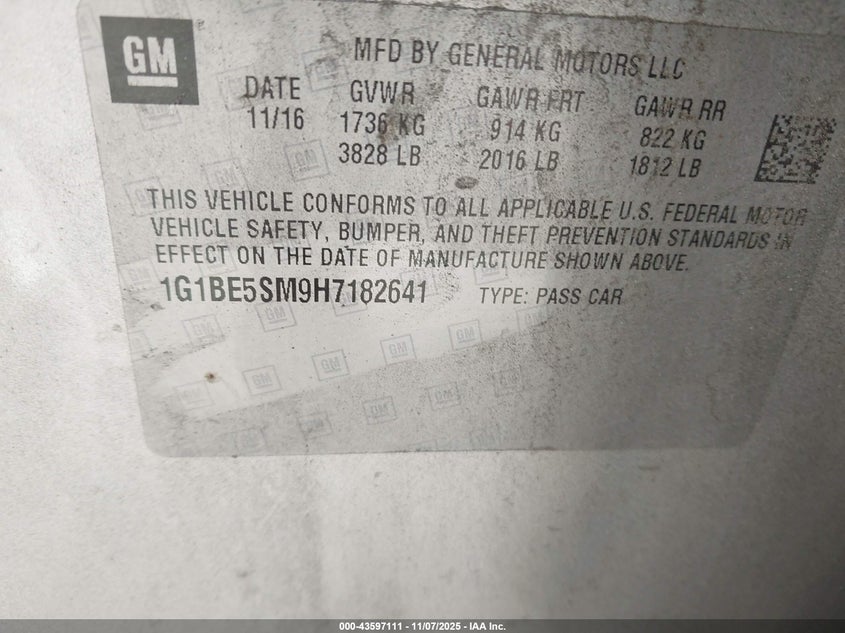 GM
MFD BY GENERAL MOTORS LLC
DATE GVWR GAWR FRT GAWR RR
11/16 1736 KG 914 KG 822 KG
3828 LB 2016 LB 1812 LB
THIS VEHICLE CONFORMS TO ALL APPLICABLE U.S. FEDERAL MOTOR
VEHICLE SAFETY, BUMPER, AND THEFT PREVENTION STANDARDS IN
EFFECT ON THE DATE OF MANUFACTURE SHOWN ABOVE.
1G1BE5SM9H7182641 TYPE: PASS CAR
000-43597111 - 11/07/2025 - IAA Inc.